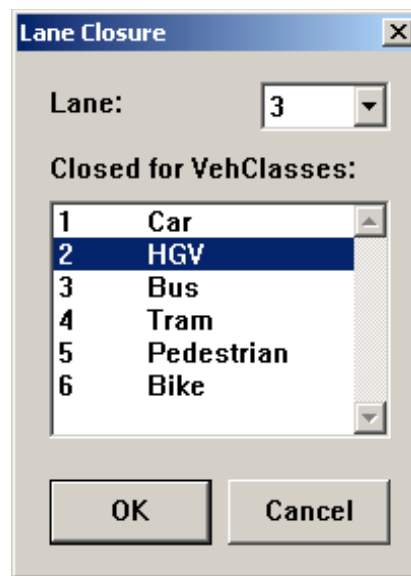 Lane Closure
Lane: 3
Closed for VehClasses:
1 Car
2 HGV
3 Bus
4 Tram
5 Pedestrian
6 Bike
OK Cancel